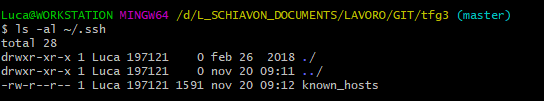 Luca@WORKSTATION MINGW64 /d/L_SCHIAVON_DOCUMENTS/LAVORO/GIT/tfg3 (master)
$ ls -al ~/.ssh
total 28
drwxr-xr-x 1 Luca 197121    0 feb 26  2018 ./
drwxr-xr-x 1 Luca 197121    0 nov 20 09:11 ../
-rw-r--r-- 1 Luca 197121 1591 nov 20 09:12 known_hosts